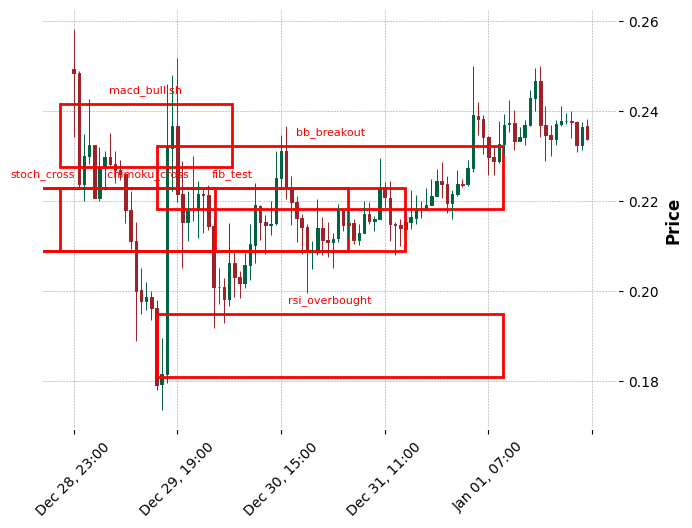 0.26
macd_bullish
0.24
bb_breakout
stoch_cross
ichimoku_cross
fib_test
0.22
Price
0.20
rsi_overbought
0.18
Dec 28, 23:00
Dec 29, 19:00
Dec 30, 15:00
Dec 31, 11:00
Jan 01, 07:00